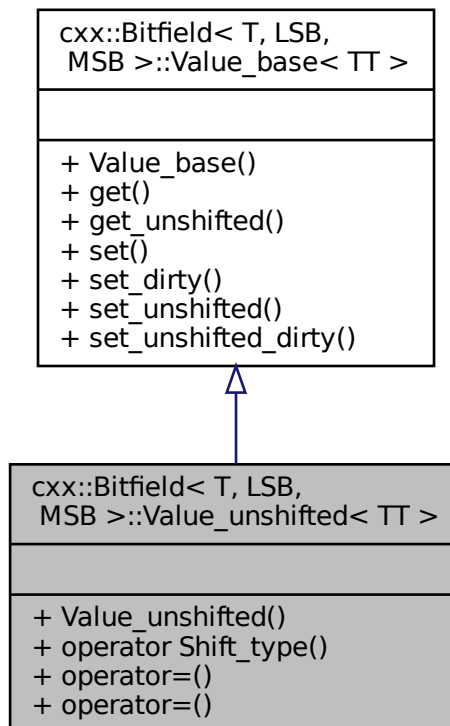 cxx::Bitfield< T, LSB,
MSB >::Value_base< TT >
+ Value_base()
+ get()
+ get_unshifted()
+ set()
+ set_dirty()
+ set_unshifted()
+ set_unshifted_dirty()
cxx::Bitfield< T, LSB,
MSB >::Value_unshifted< TT >
+ Value_unshifted()
+ operator Shift_type()
+ operator=()
+ operator=()